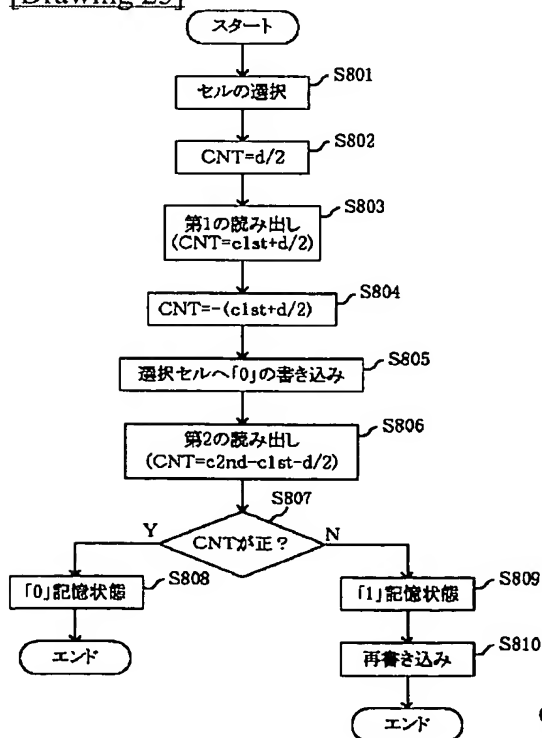 [Drawing 25]
スタート
セルの選択
S801
CNT=d/2
S802
第1の読み出し
(CNT=c1st+d/2)
S803
CNT=-(c1st+d/2)
S804
選択セルへ「0」の書き込み
S805
第2の読み出し
(CNT=c2nd-c1st-d/2)
S806
CNTが正?
S807
Y
N
「0」記憶状態
S808
エンド
「1」記憶状態
S809
再書き込み
S810
エンド